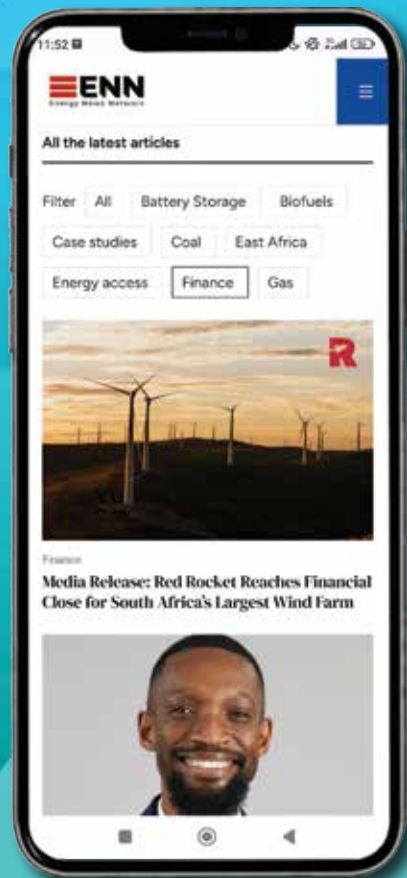 11:52
ENN
Energy News Network
All the latest articles
Filter All Battery Storage Biofuels
Case studies Coal East Africa
Energy access Finance Gas
R
Finance
Media Release: Red Rocket Reaches Financial
Close for South Africa's Largest Wind Farm